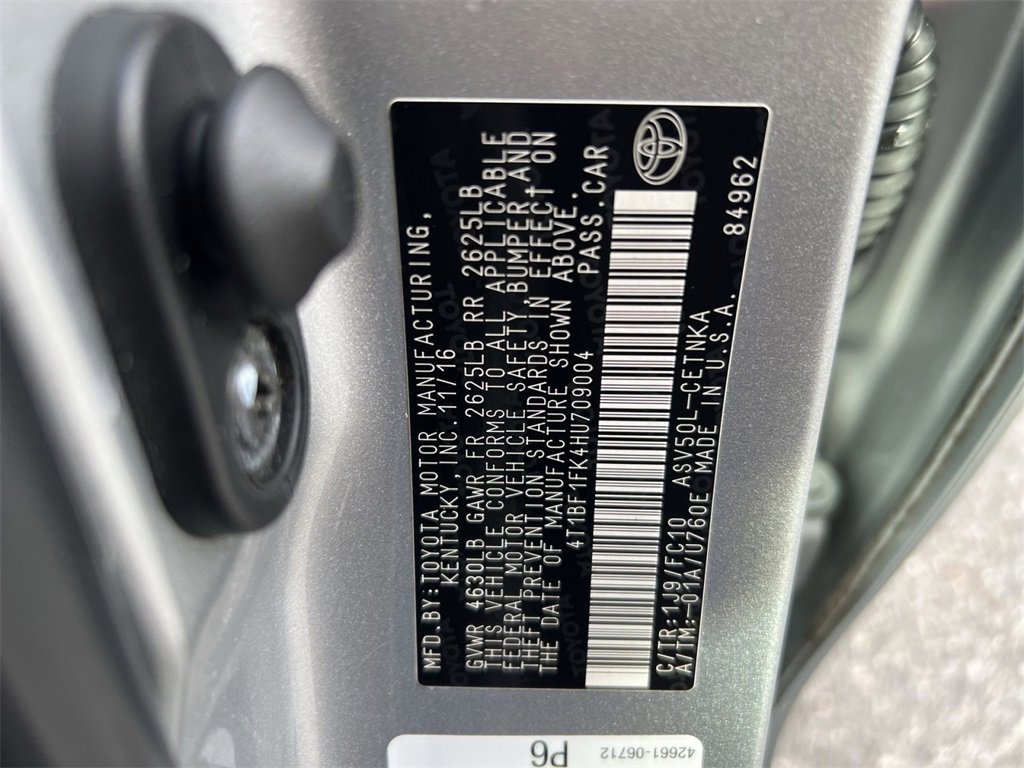 MFD. BY: TOYOTA MOTOR MANUFACTURING,
KENTUCKY, INC. 11/16
GVWR 4630LB GAWR, FR 2625LB RR 2625LB
THIS VEHICLE CONFORMS TO ALL APPLICABLE
FEDERAL MOTOR VEHICLE SAFETY, BUMPER, AND
THEFT PREVENTION STANDARDS IN EFFECT ON
THE DATE OF MANUFACTURE SHOWN ABOVE.
4T1BF1FK4HU709004 PASS. CAR
C/TR: 1J9/FC10 ASV50L-CETNKA
A/TM: -01A/U760E MADE IN U.S.A. 84962
P6
42661-06712